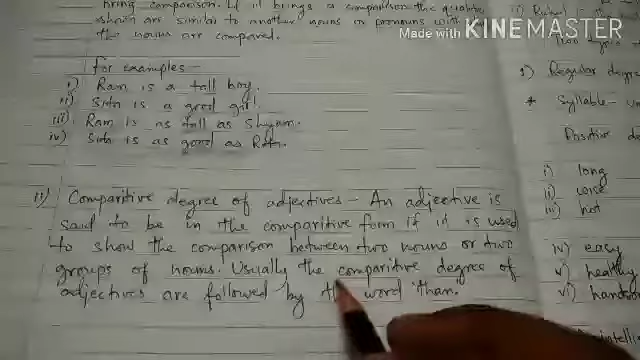 bring comparison. If it brings a comparison the qualities
shown are similar to another nouns or pronouns with
the nouns are compared.
for examples -
i) Ram is a tall boy.
ii) Sita is a good girl.
iii) Ram is as tall as Shyam.
iv) Sita is as good as
ii) Comparitive degree of adjectives - An adjective is
said to be in the comparitive form if it is used
to show the comparison between two nouns or two
groups of nouns. Usually the comparitive degree of
adjectives are followed by the word "than."
Made with KINEMASTER
Regular degre
* Syllable -
Positive de
i) long
ii) wise
iii) hot
iv) easy
v) healthy
vi) handso